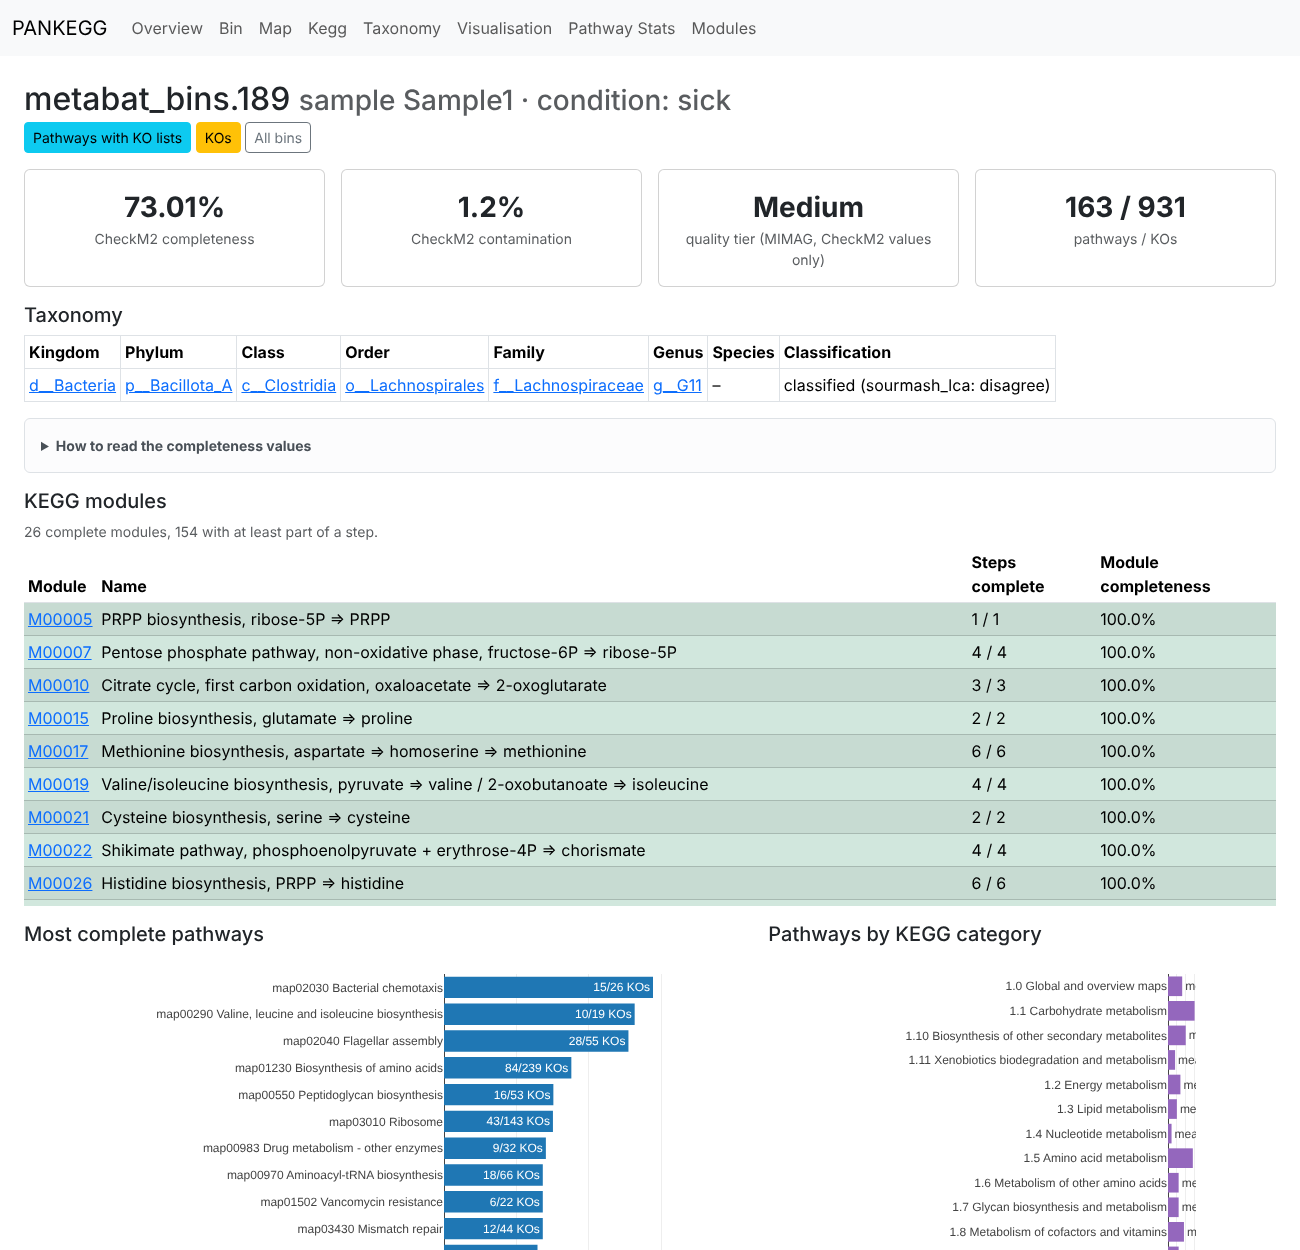 PANKEGG Overview Bin Map Kegg Taxonomy Visualisation Pathway Stats Modules
metabat_bins.189 sample Sample1 · condition: sick
Pathways with KO lists KOs All bins
73.01%
CheckM2 completeness
1.2%
CheckM2 contamination
Medium
quality tier (MIMAG, CheckM2 values
only)
163 / 931
pathways / KOs
Taxonomy
Kingdom Phylum Class Order Family Genus Species Classification
d__Bacteria p__Bacillota_A c__Clostridia o__Lachnospirales f__Lachnospiraceae g__G11 – classified (sourmash_lca: disagree)
▶ How to read the completeness values
KEGG modules
26 complete modules, 154 with at least part of a step.
Module Name Steps complete Module completeness
M00005 PRPP biosynthesis, ribose-5P ⇒ PRPP 1 / 1 100.0%
M00007 Pentose phosphate pathway, non-oxidative phase, fructose-6P ⇒ ribose-5P 4 / 4 100.0%
M00010 Citrate cycle, first carbon oxidation, oxaloacetate ⇒ 2-oxoglutarate 3 / 3 100.0%
M00015 Proline biosynthesis, glutamate ⇒ proline 2 / 2 100.0%
M00017 Methionine biosynthesis, aspartate ⇒ homoserine ⇒ methionine 6 / 6 100.0%
M00019 Valine/isoleucine biosynthesis, pyruvate ⇒ valine / 2-oxobutanoate ⇒ isoleucine 4 / 4 100.0%
M00021 Cysteine biosynthesis, serine ⇒ cysteine 2 / 2 100.0%
M00022 Shikimate pathway, phosphoenolpyruvate + erythrose-4P ⇒ chorismate 4 / 4 100.0%
M00026 Histidine biosynthesis, PRPP ⇒ histidine 6 / 6 100.0%
Most complete pathways
map02030 Bacterial chemotaxis 15/26 KOs
map00290 Valine, leucine and isoleucine biosynthesis 10/19 KOs
map02040 Flagellar assembly 28/55 KOs
map01230 Biosynthesis of amino acids 84/239 KOs
map00550 Peptidoglycan biosynthesis 16/53 KOs
map03010 Ribosome 43/143 KOs
map00983 Drug metabolism - other enzymes 9/32 KOs
map00970 Aminoacyl-tRNA biosynthesis 18/66 KOs
map01502 Vancomycin resistance 6/22 KOs
map03430 Mismatch repair 12/44 KOs
Pathways by KEGG category
1.0 Global and overview maps
1.1 Carbohydrate metabolism
1.10 Biosynthesis of other secondary metabolites
1.11 Xenobiotics biodegradation and metabolism
1.2 Energy metabolism
1.3 Lipid metabolism
1.4 Nucleotide metabolism
1.5 Amino acid metabolism
1.6 Metabolism of other amino acids
1.7 Glycan biosynthesis and metabolism
1.8 Metabolism of cofactors and vitamins